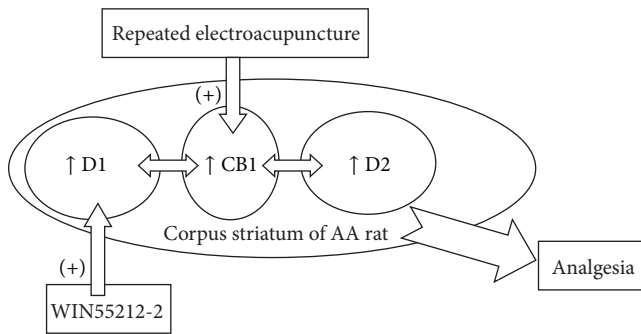 Repeated electroacupuncture
(+)
↑ D1
↑ CB1
↑ D2
Corpus striatum of AA rat
(+)
Analgesia
WIN55212-2